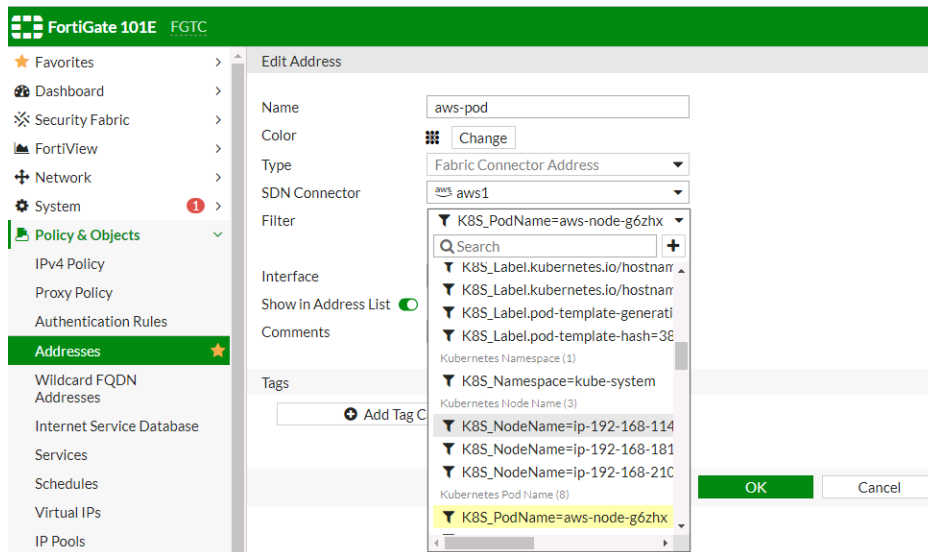 FortiGate 101E FGTC
Favorites
Dashboard
Security Fabric
FortiView
Network
System 1
Policy & Objects
IPv4 Policy
Proxy Policy
Authentication Rules
Addresses
Wildcard FQDN
Addresses
Internet Service Database
Services
Schedules
Virtual IPs
IP Pools
Edit Address
Name aws-pod
Color Change
Type Fabric Connector Address
SDN Connector aws aws1
Filter K8S_PodName=aws-node-g6zhx
Search
K8S_Label.kubernetes.io/hostnam
Interface
K8S_Label.kubernetes.io/hostnam
Show in Address List
K8S_Label.pod-template-generati
Comments
K8S_Label.pod-template-hash=38
Kubernetes Namespace (1)
Tags
K8S_Namespace=kube-system
Kubernetes Node Name (3)
Add Tag C
K8S_NodeName=ip-192-168-114
K8S_NodeName=ip-192-168-181
K8S_NodeName=ip-192-168-210
Kubernetes Pod Name (8)
K8S_PodName=aws-node-g6zhx
OK Cancel